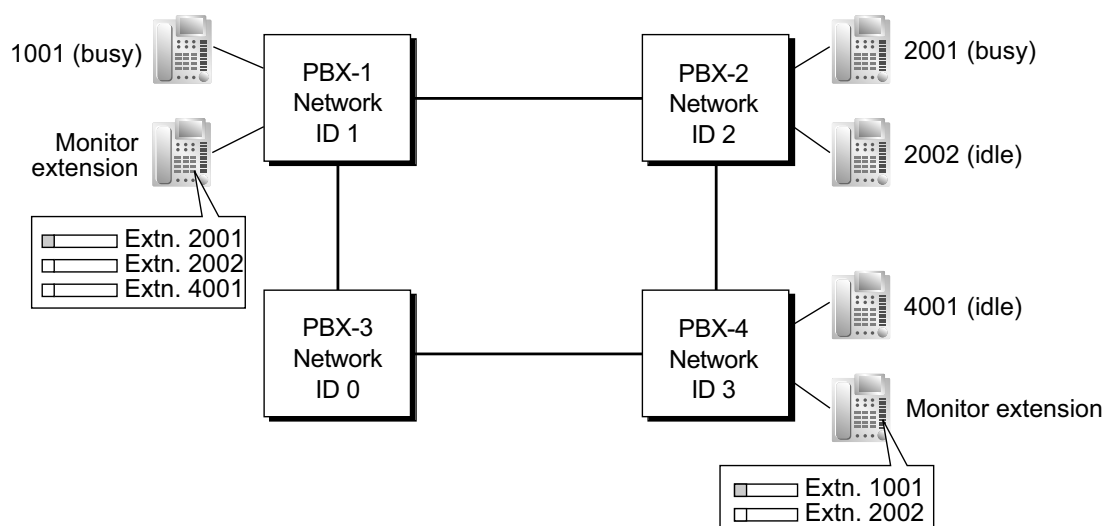 1001 (busy)
PBX-1
Network
ID 1
PBX-2
Network
ID 2
2001 (busy)
2002 (idle)
Monitor
extension
Extn. 2001
Extn. 2002
Extn. 4001
PBX-3
Network
ID 0
PBX-4
Network
ID 3
4001 (idle)
Monitor extension
Extn. 1001
Extn. 2002